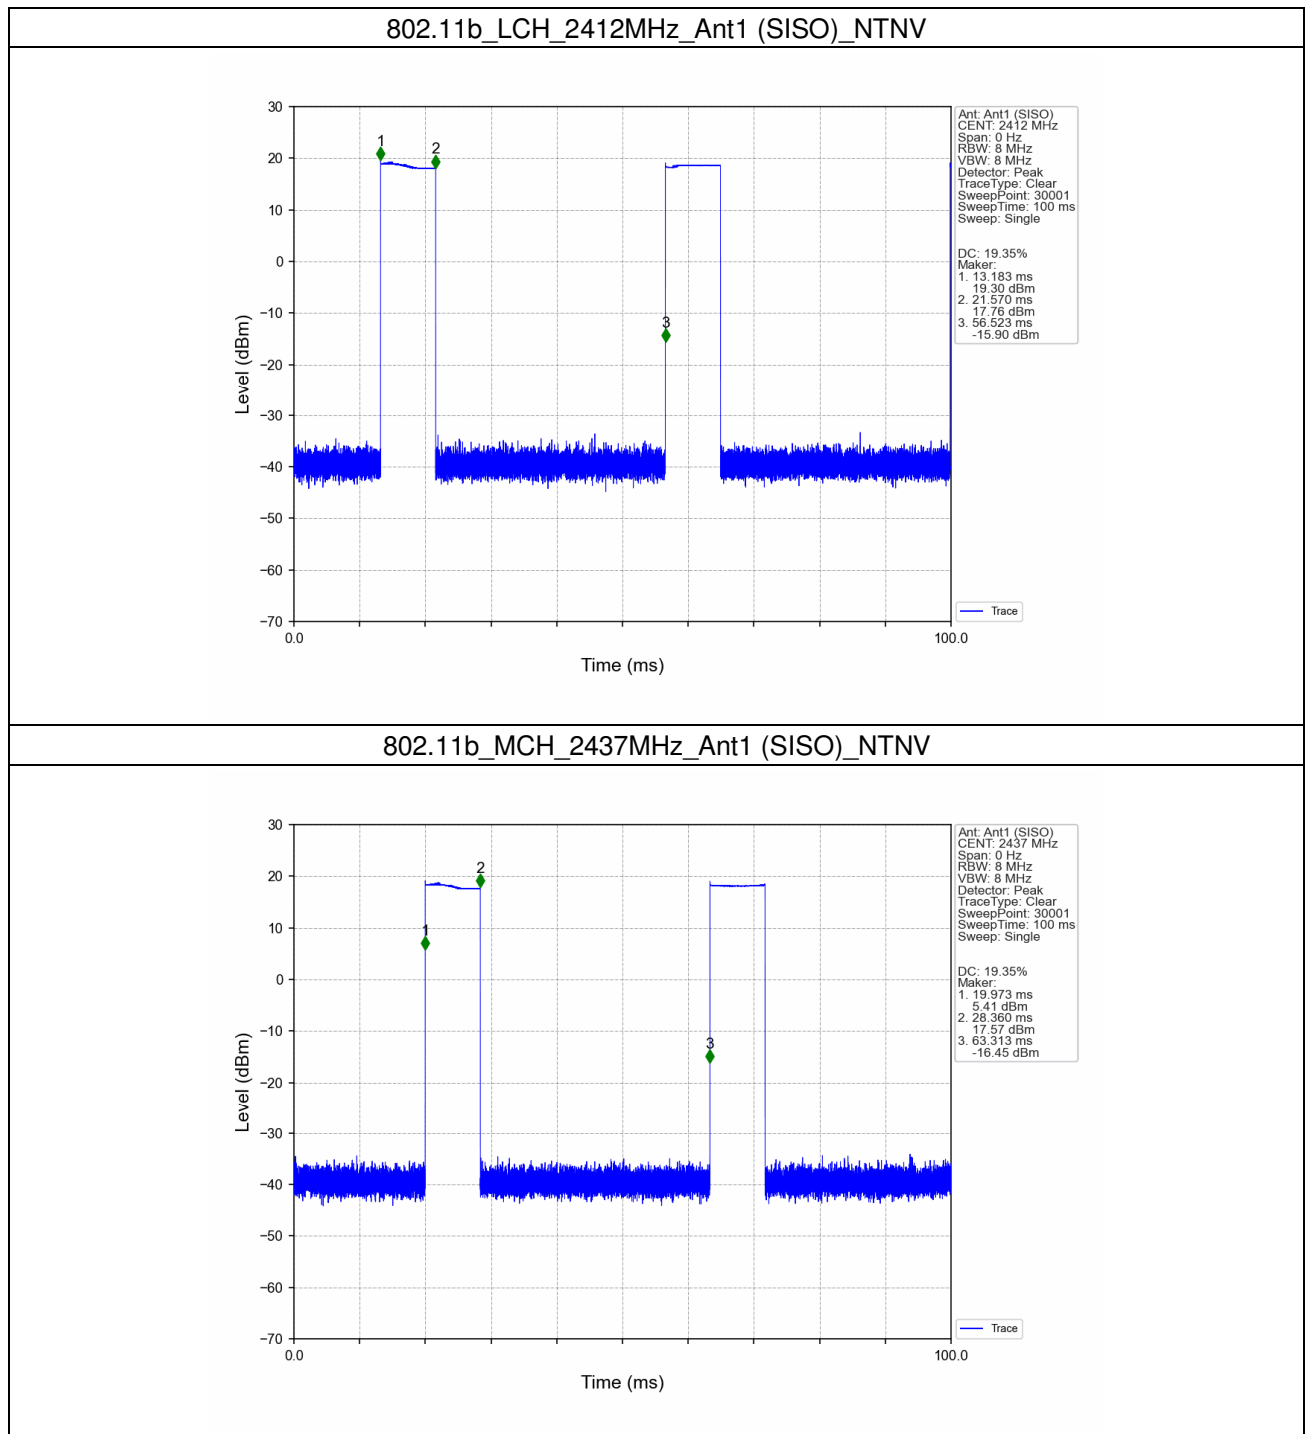 802.11b_LCH_2412MHz_Ant1 (SISO)_NTNV
30
20
10
0
−10
−20
−30
−40
−50
−60
−70
Level (dBm)
1
2
3
0.0
100.0
Time (ms)
Ant: Ant1 (SISO)
CENT: 2412 MHz
Span: 0 Hz
RBW: 8 MHz
VBW: 8 MHz
Detector: Peak
TraceType: Clear
SweepPoint: 30001
SweepTime: 100 ms
Sweep: Single
DC: 19.35%
Maker:
1. 13.183 ms
19.30 dBm
2. 21.570 ms
17.76 dBm
3. 56.523 ms
-15.90 dBm
Trace
802.11b_MCH_2437MHz_Ant1 (SISO)_NTNV
30
20
10
0
−10
−20
−30
−40
−50
−60
−70
Level (dBm)
1
2
3
0.0
100.0
Time (ms)
Ant: Ant1 (SISO)
CENT: 2437 MHz
Span: 0 Hz
RBW: 8 MHz
VBW: 8 MHz
Detector: Peak
TraceType: Clear
SweepPoint: 30001
SweepTime: 100 ms
Sweep: Single
DC: 19.35%
Maker:
1. 19.973 ms
5.41 dBm
2. 28.360 ms
17.57 dBm
3. 63.313 ms
-16.45 dBm
Trace